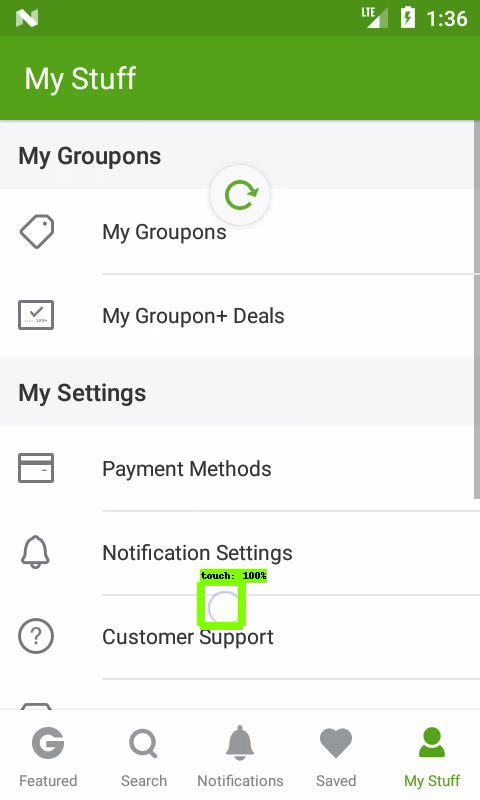 LTE 1:36
My Stuff
My Groupons
My Groupons
My Groupon+ Deals
My Settings
Payment Methods
Notification Settings
touch: 100%
Customer Support
Featured Search Notifications Saved My Stuff